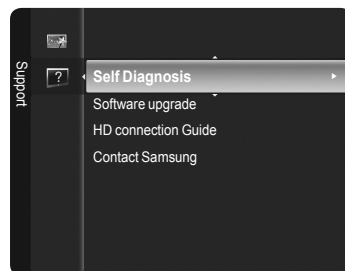 Support
Self Diagnosis
Software upgrade
HD connection Guide
Contact Samsung